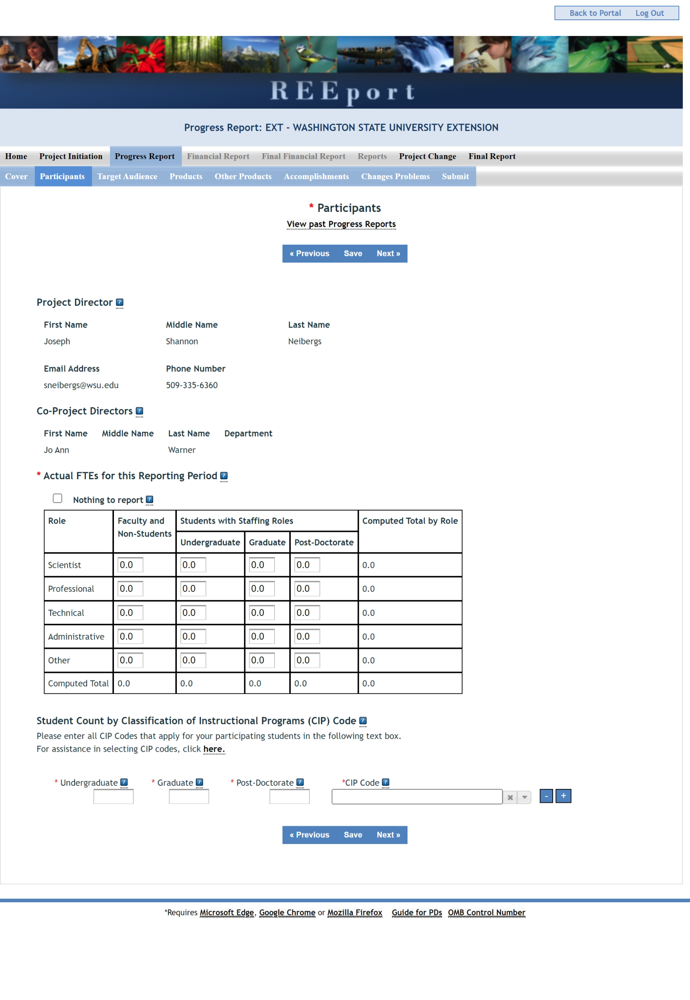 Back to Portal Log Out
REEport
Progress Report: EXT - WASHINGTON STATE UNIVERSITY EXTENSION
Home Project Initiation Progress Report Financial Report Final Financial Report Reports Project Change Final Report
Cover Participants Target Audience Products Other Products Accomplishments Changes Problems Submit
* Participants
View past Progress Reports
« Previous Save Next »
Project Director ?
First Name Middle Name Last Name
Joseph Shannon Neibergs
Email Address Phone Number
sneibergs@wsu.edu 509-335-6360
Co-Project Directors ?
First Name Middle Name Last Name Department
Jo Ann Warner
* Actual FTEs for this Reporting Period ?
Nothing to report ?
Role Faculty and Non-Students Students with Staffing Roles Computed Total by Role
Undergraduate Graduate Post-Doctorate
Scientist 0.0 0.0 0.0 0.0 0.0
Professional 0.0 0.0 0.0 0.0 0.0
Technical 0.0 0.0 0.0 0.0 0.0
Administrative 0.0 0.0 0.0 0.0 0.0
Other 0.0 0.0 0.0 0.0 0.0
Computed Total 0.0 0.0 0.0 0.0 0.0
Student Count by Classification of Instructional Programs (CIP) Code ?
Please enter all CIP Codes that apply for your participating students in the following text box.
For assistance in selecting CIP codes, click here.
* Undergraduate ? * Graduate ? * Post-Doctorate ? *CIP Code ?
- +
« Previous Save Next »
*Requires Microsoft Edge, Google Chrome or Mozilla Firefox Guide for PDs OMB Control Number